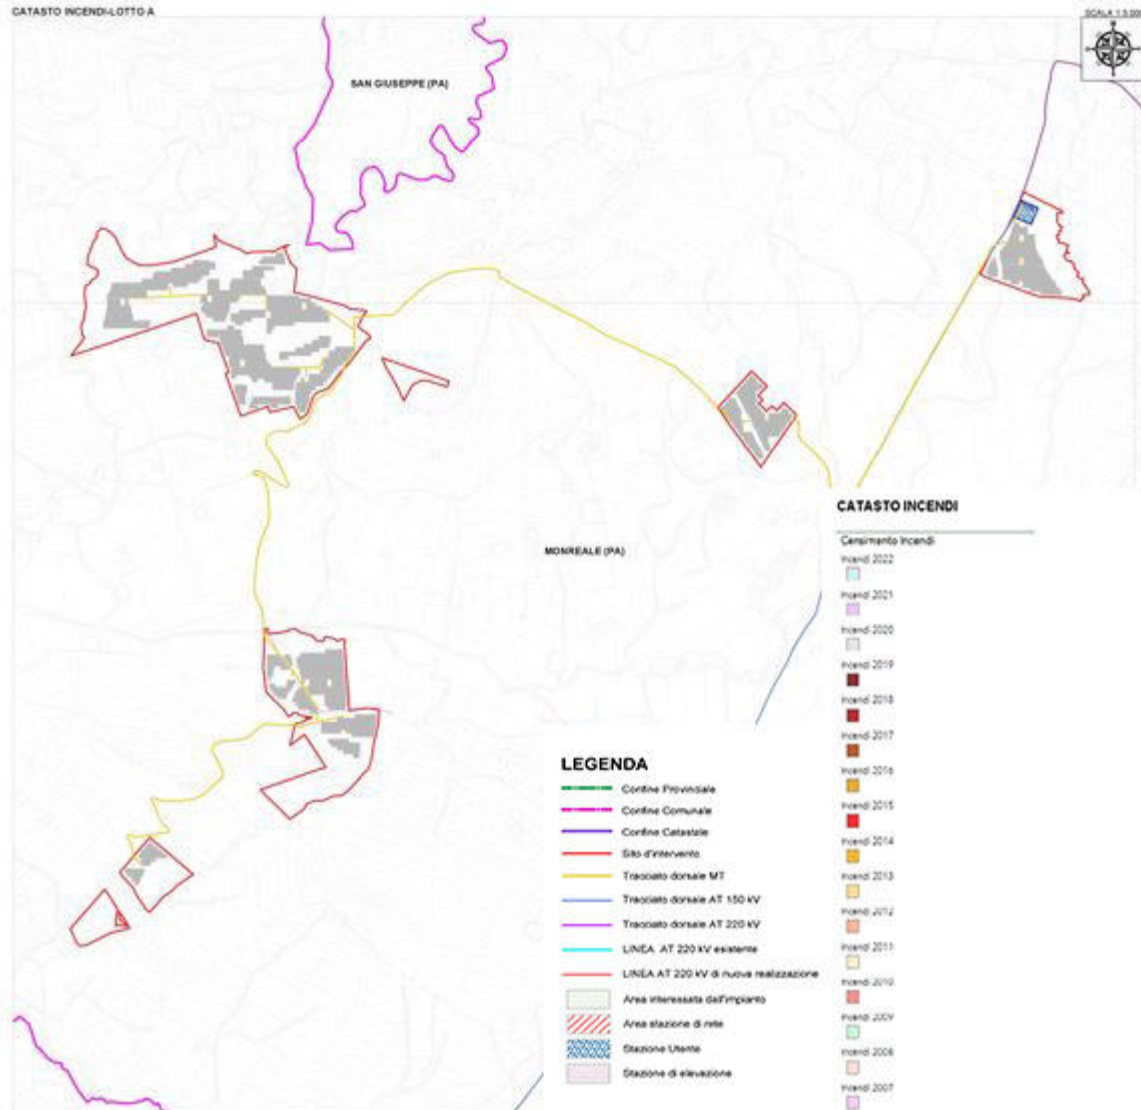 CATASTO INCENDI-LOTTO A
SCALA 1:5.000
SAN GIUSEPPE (PA)
MONREALE (PA)
CATASTO INCENDI
Censimento Incendi
Incendi 2022
Incendi 2021
Incendi 2020
Incendi 2019
Incendi 2018
Incendi 2017
Incendi 2016
Incendi 2015
Incendi 2014
Incendi 2013
Incendi 2012
Incendi 2011
Incendi 2010
Incendi 2009
Incendi 2008
Incendi 2007
LEGENDA
Confine Provinciale
Confine Comunale
Confine Catastale
Sito d'intervento
Tracciato dorsale MT
Tracciato dorsale AT 150 kV
Tracciato dorsale AT 220 kV
LINEA AT 220 kV esistente
LINEA AT 220 kV di nuova realizzazione
Area interessata dall'impianto
Area stazione di rete
Stazione Utente
Stazione di elevazione